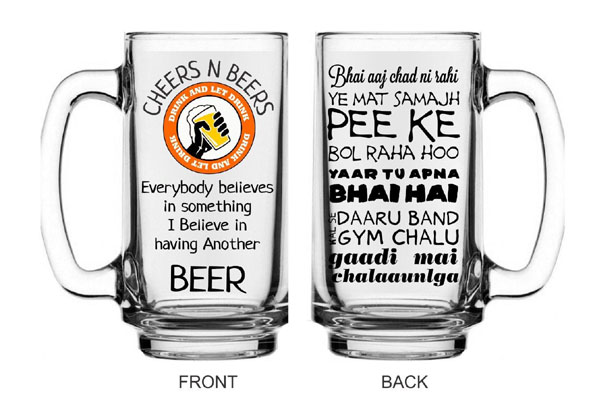 CHEERS N BEERS
DRINK AND LET DRINK
DRINK AND LET DRINK
Everybody believes
in something
I Believe in
having Another
BEER
Bhai aaj chad ni rahi
YE MAT SAMAJH
PEE KE
BOL RAHA HOO
YAAR TU APNA
BHAI HAI
KAL SE
DAARU BAND
GYM CHALU
gaadi mai
chalaaunlga
FRONT
BACK